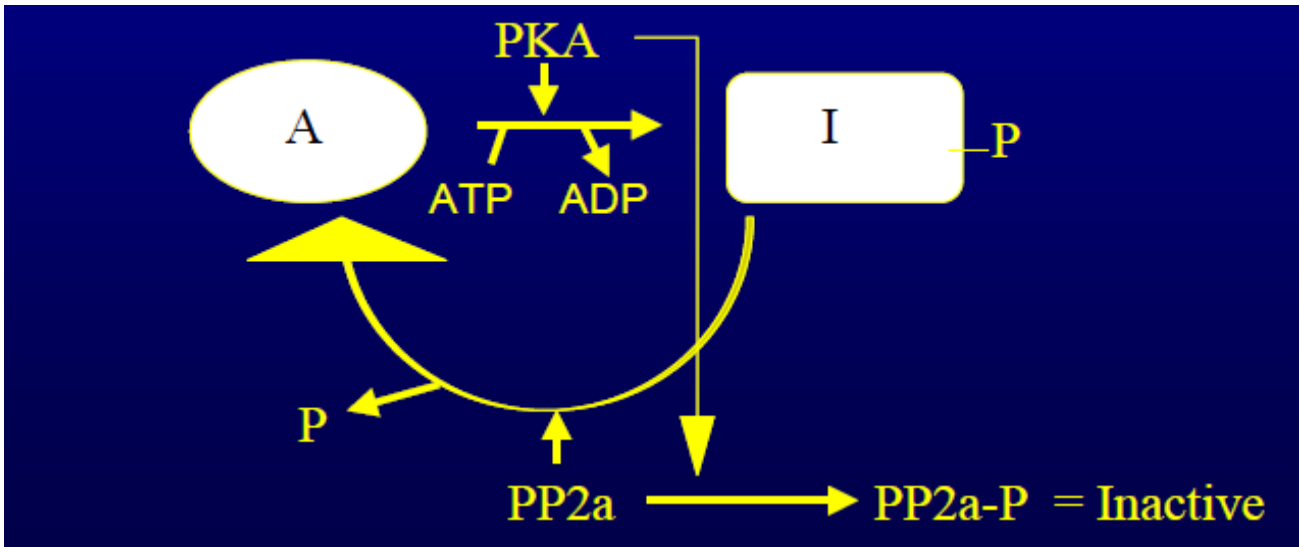 PKA
A
I
P
ATP
ADP
P
PP2a
PP2a-P = Inactive